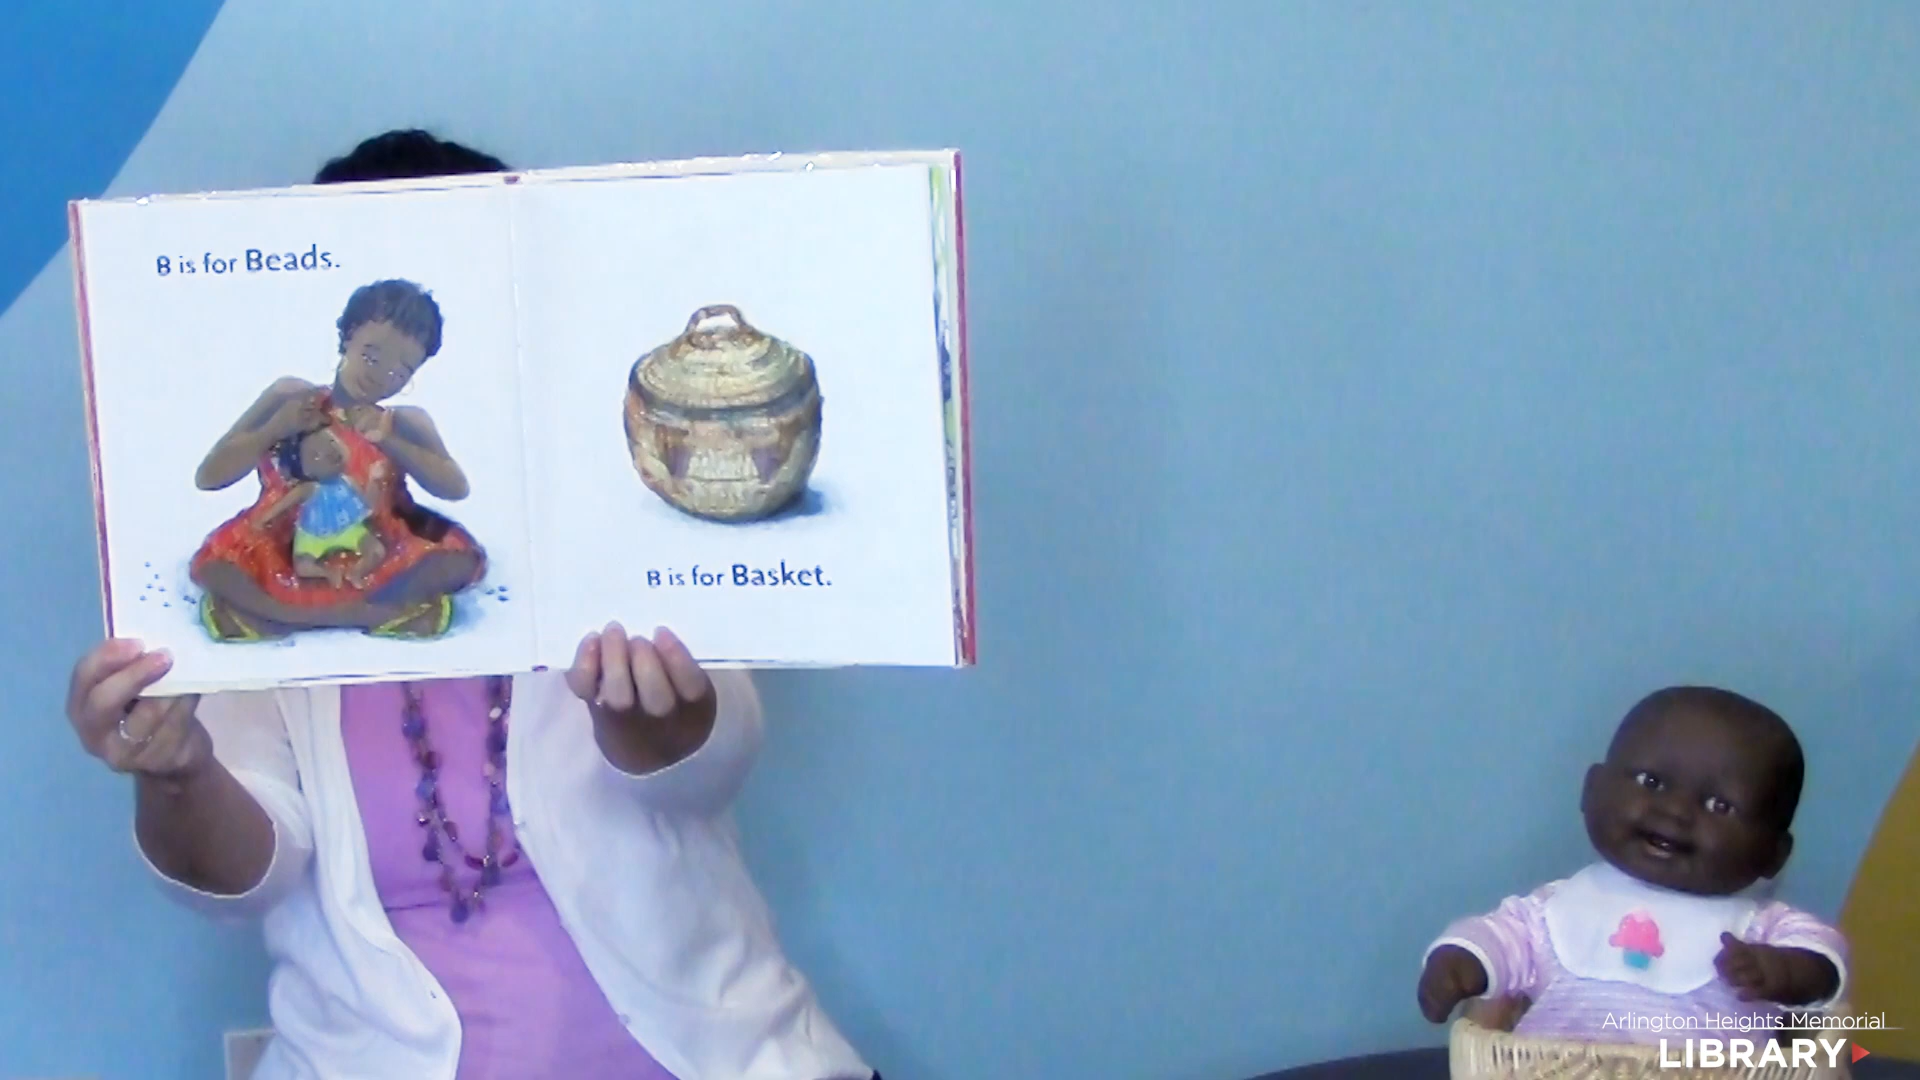 B is for Beads.
B is for Basket.
Arlington Heights Memorial
LIBRARY